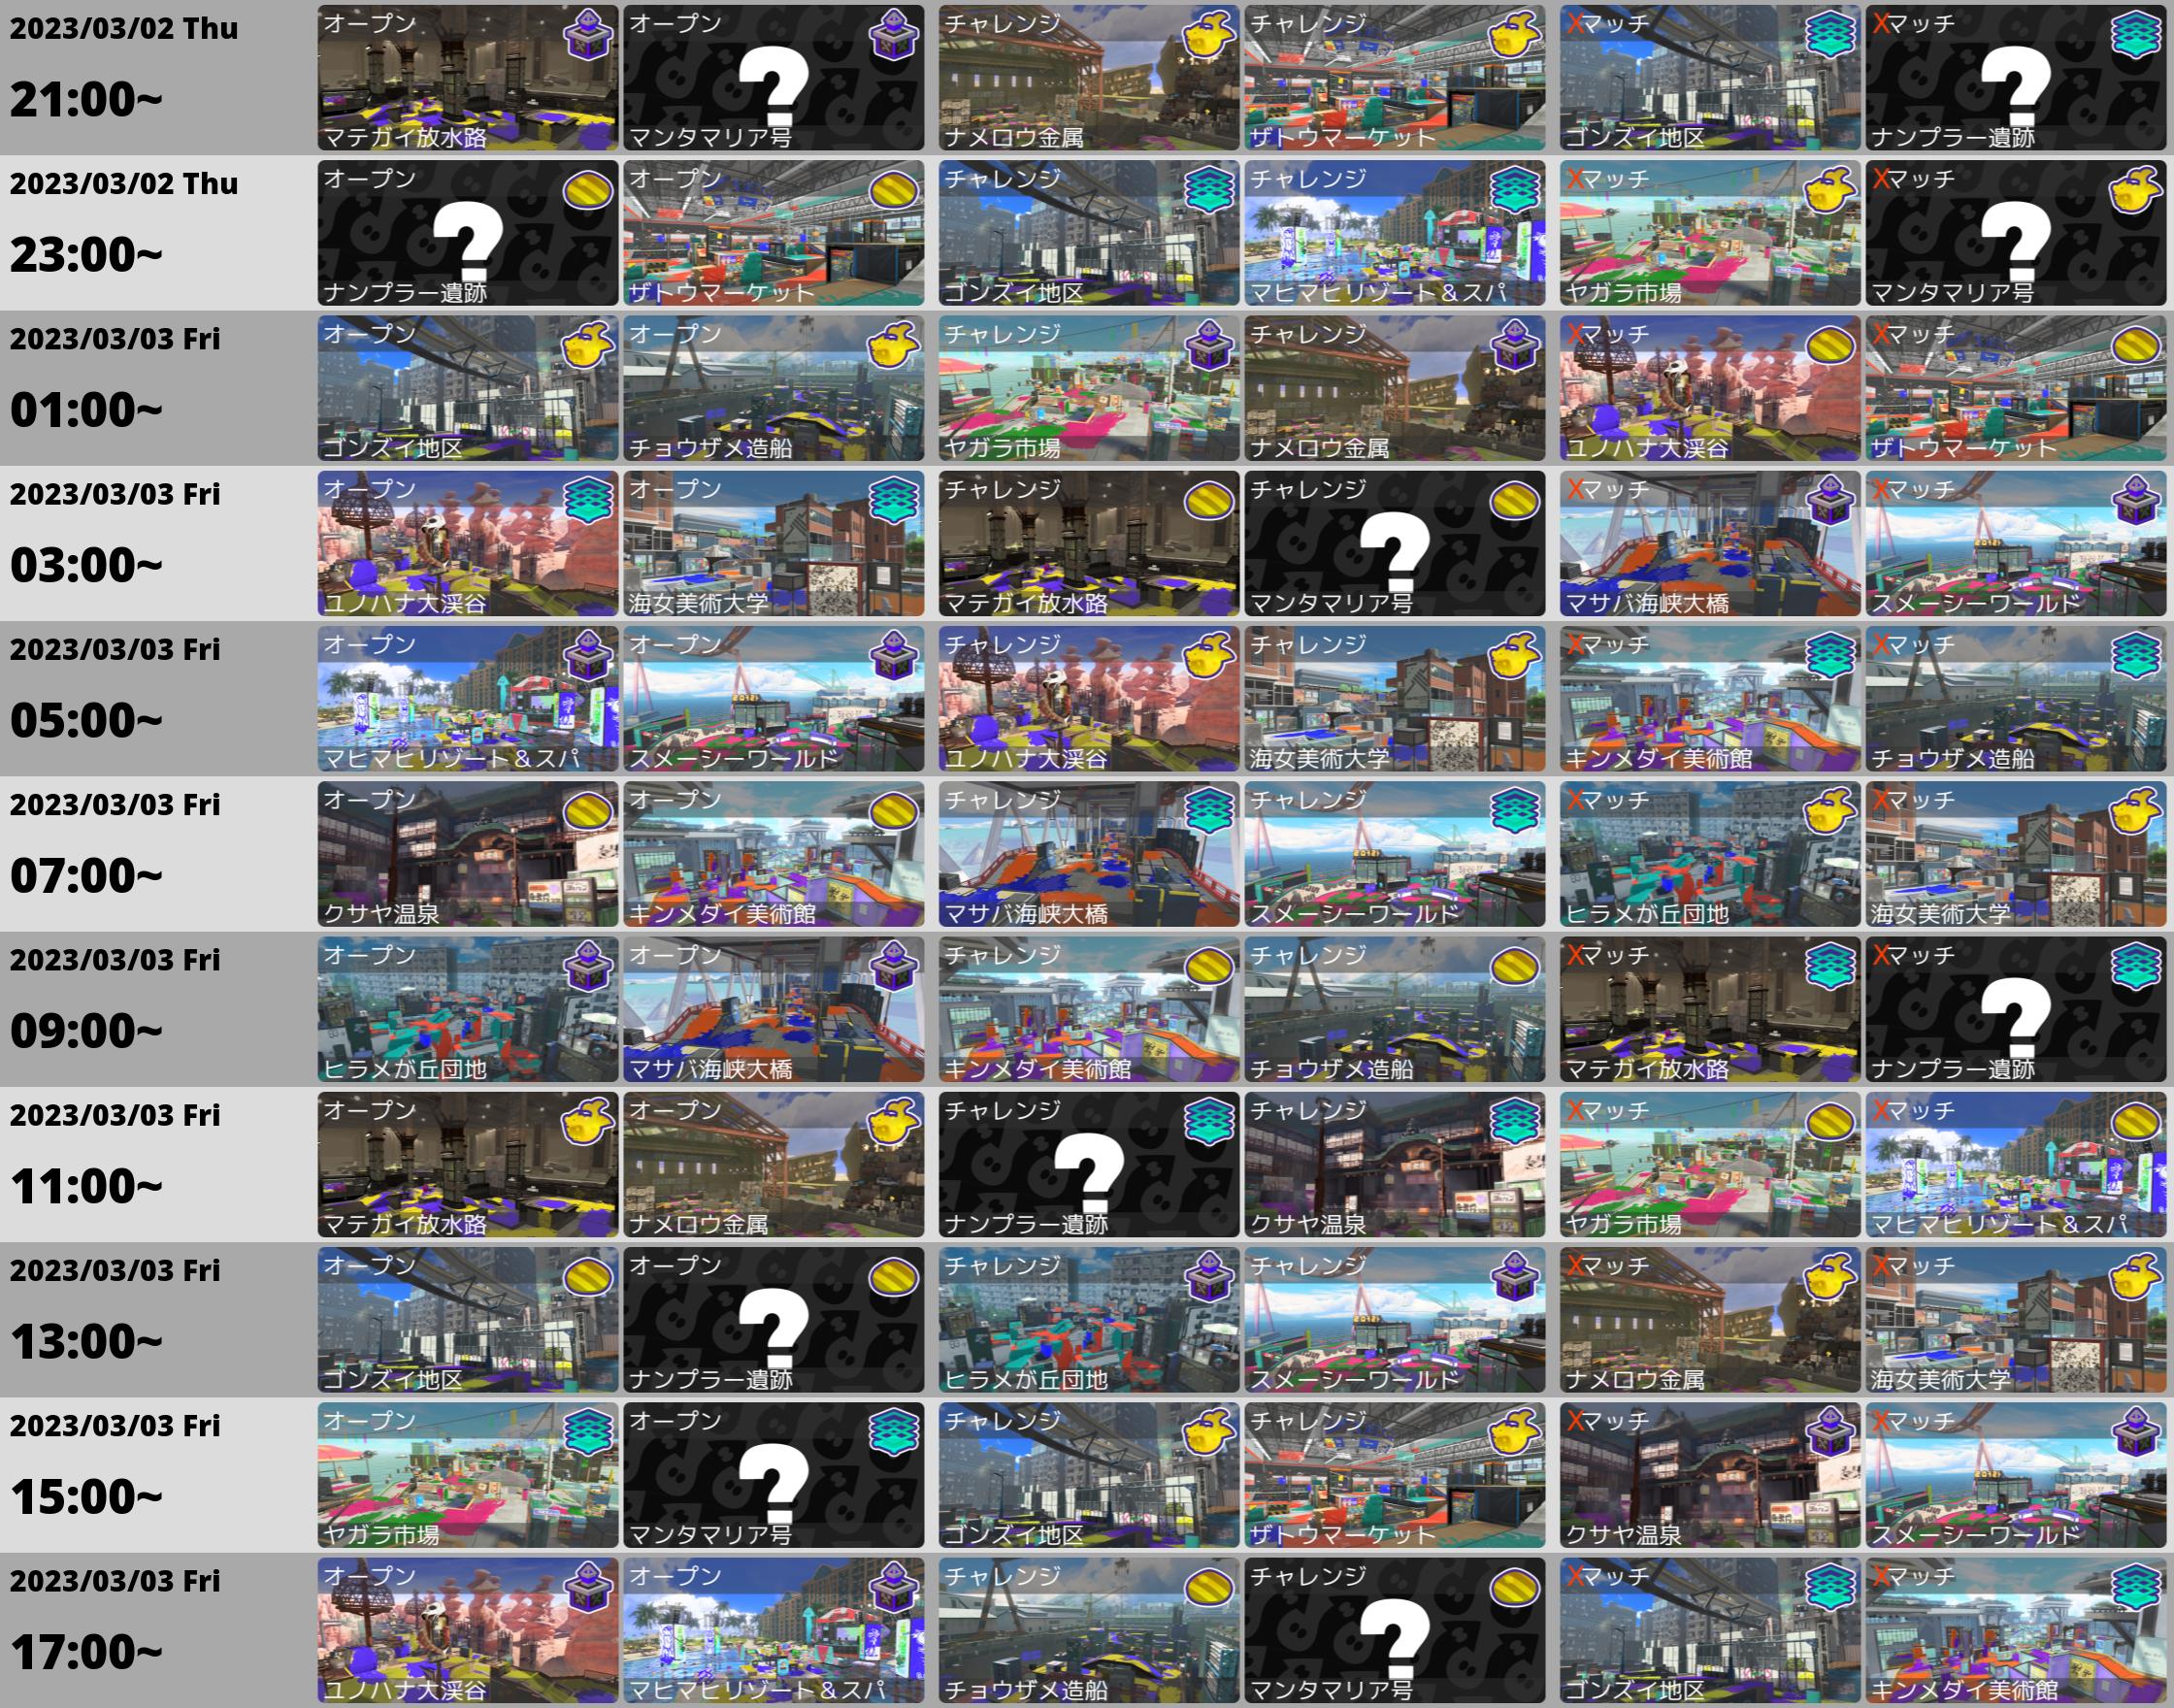 2023/03/02 Thu
21:00~
オープン
マテガイ放水路
オープン
?
マンタマリア号
チャレンジ
ナメロウ金属
チャレンジ
ザトウマーケット
Xマッチ
ゴンズイ地区
Xマッチ
?
ナンプラー遺跡
2023/03/02 Thu
23:00~
オープン
?
ナンプラー遺跡
オープン
ザトウマーケット
チャレンジ
ゴンズイ地区
チャレンジ
マヒマヒリゾート&スパ
Xマッチ
ヤガラ市場
Xマッチ
?
マンタマリア号
2023/03/03 Fri
01:00~
オープン
ゴンズイ地区
オープン
チョウザメ造船
チャレンジ
ヤガラ市場
チャレンジ
ナメロウ金属
Xマッチ
ユノハナ大渓谷
Xマッチ
ザトウマーケット
2023/03/03 Fri
03:00~
オープン
ユノハナ大渓谷
オープン
海女美術大学
チャレンジ
マテガイ放水路
チャレンジ
?
マンタマリア号
Xマッチ
マサバ海峡大橋
Xマッチ
スメーシーワールド
2023/03/03 Fri
05:00~
オープン
マヒマヒリゾート&スパ
オープン
スメーシーワールド
チャレンジ
ユノハナ大渓谷
チャレンジ
海女美術大学
Xマッチ
キンメダイ美術館
Xマッチ
チョウザメ造船
2023/03/03 Fri
07:00~
オープン
クサヤ温泉
オープン
キンメダイ美術館
チャレンジ
マサバ海峡大橋
チャレンジ
スメーシーワールド
Xマッチ
ヒラメが丘団地
Xマッチ
海女美術大学
2023/03/03 Fri
09:00~
オープン
ヒラメが丘団地
オープン
マサバ海峡大橋
チャレンジ
キンメダイ美術館
チャレンジ
チョウザメ造船
Xマッチ
マテガイ放水路
Xマッチ
?
ナンプラー遺跡
2023/03/03 Fri
11:00~
オープン
マテガイ放水路
オープン
ナメロウ金属
チャレンジ
?
ナンプラー遺跡
チャレンジ
クサヤ温泉
Xマッチ
ヤガラ市場
Xマッチ
マヒマヒリゾート&スパ
2023/03/03 Fri
13:00~
オープン
ゴンズイ地区
オープン
?
ナンプラー遺跡
チャレンジ
ヒラメが丘団地
チャレンジ
スメーシーワールド
Xマッチ
ナメロウ金属
Xマッチ
海女美術大学
2023/03/03 Fri
15:00~
オープン
ヤガラ市場
オープン
?
マンタマリア号
チャレンジ
ゴンズイ地区
チャレンジ
ザトウマーケット
Xマッチ
クサヤ温泉
Xマッチ
スメーシーワールド
2023/03/03 Fri
17:00~
オープン
ユノハナ大渓谷
オープン
マヒマヒリゾート&スパ
チャレンジ
チョウザメ造船
チャレンジ
?
マンタマリア号
Xマッチ
ゴンズイ地区
Xマッチ
キンメダイ美術館